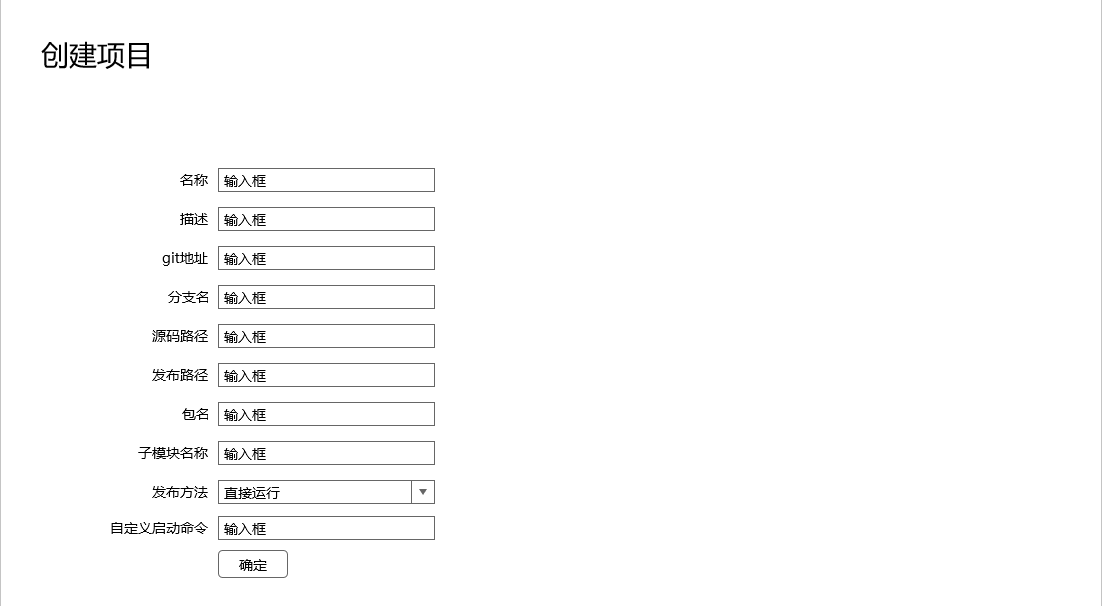 创建项目
名称 输入框
描述 输入框
git地址 输入框
分支名 输入框
源码路径 输入框
发布路径 输入框
包名 输入框
子模块名称 输入框
发布方法 直接运行
自定义启动命令 输入框
确定